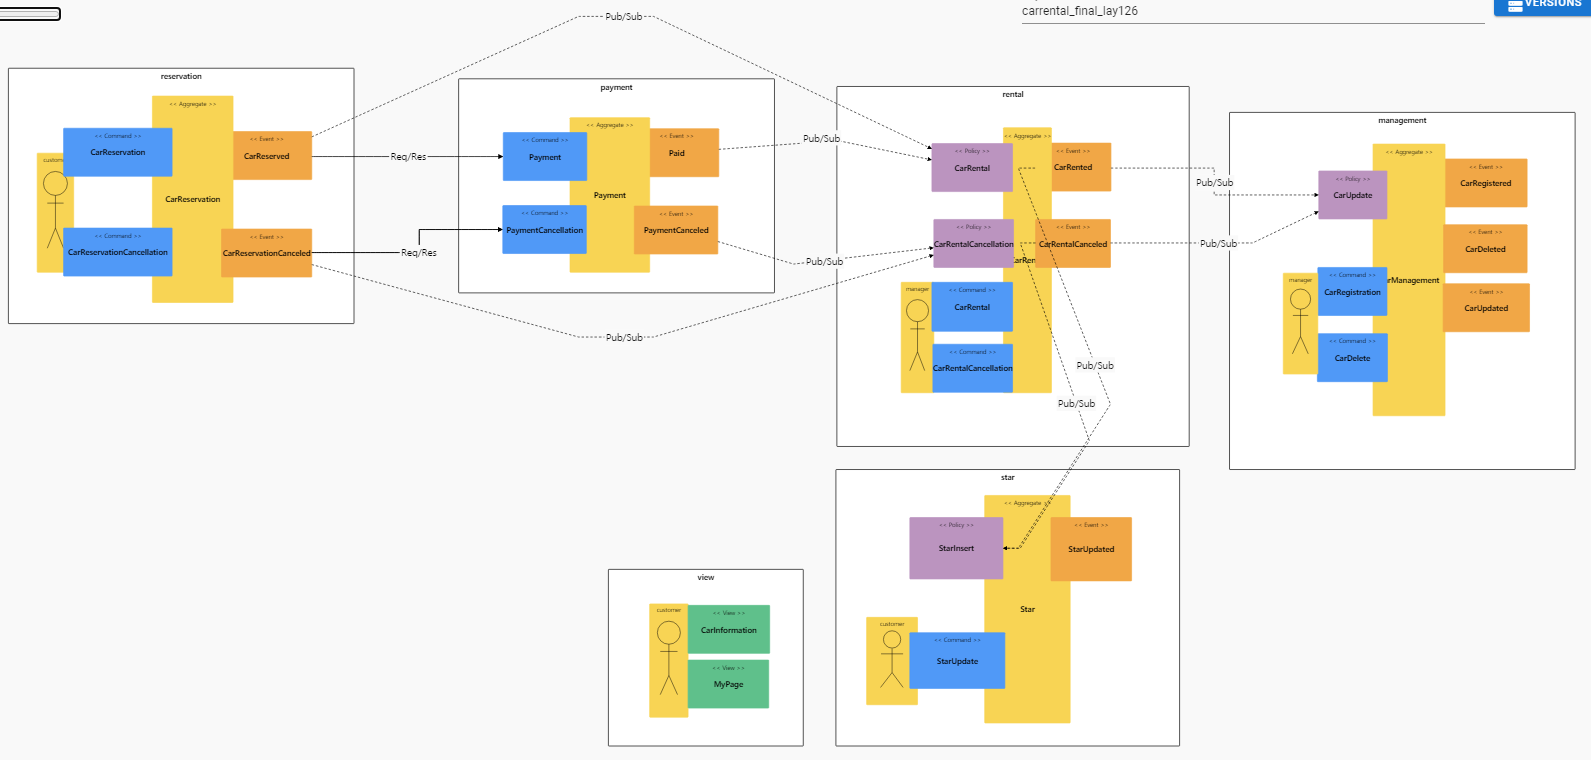 carrental_final_lay126
VERSIONS
Pub/Sub
reservation
<< Aggregate >>
<< Command >>
CarReservation
<< Event >>
CarReserved
custom
CarReservation
<< Command >>
CarReservationCancellation
<< Event >>
CarReservationCanceled
Req/Res
Req/Res
Pub/Sub
payment
<< Aggregate >>
<< Command >>
Payment
<< Event >>
Paid
Payment
<< Command >>
PaymentCancellation
<< Event >>
PaymentCanceled
Pub/Sub
Pub/Sub
rental
<< Aggregate >>
<< Policy >>
CarRental
<< Event >>
CarRented
<< Policy >>
CarRentalCancellation
<< Event >>
CarRentalCanceled
CarRen
manager
<< Command >>
CarRental
<< Command >>
CarRentalCancellation
Pub/Sub
Pub/Sub
Pub/Sub
Pub/Sub
management
<< Aggregate >>
<< Policy >>
CarUpdate
<< Event >>
CarRegistered
<< Event >>
CarDeleted
rManagement
manager
<< Command >>
CarRegistration
<< Event >>
CarUpdated
<< Command >>
CarDelete
star
<< Aggregate >>
<< Policy >>
StarInsert
<< Event >>
StarUpdated
Star
customer
<< Command >>
StarUpdate
view
customer
<< View >>
CarInformation
<< View >>
MyPage